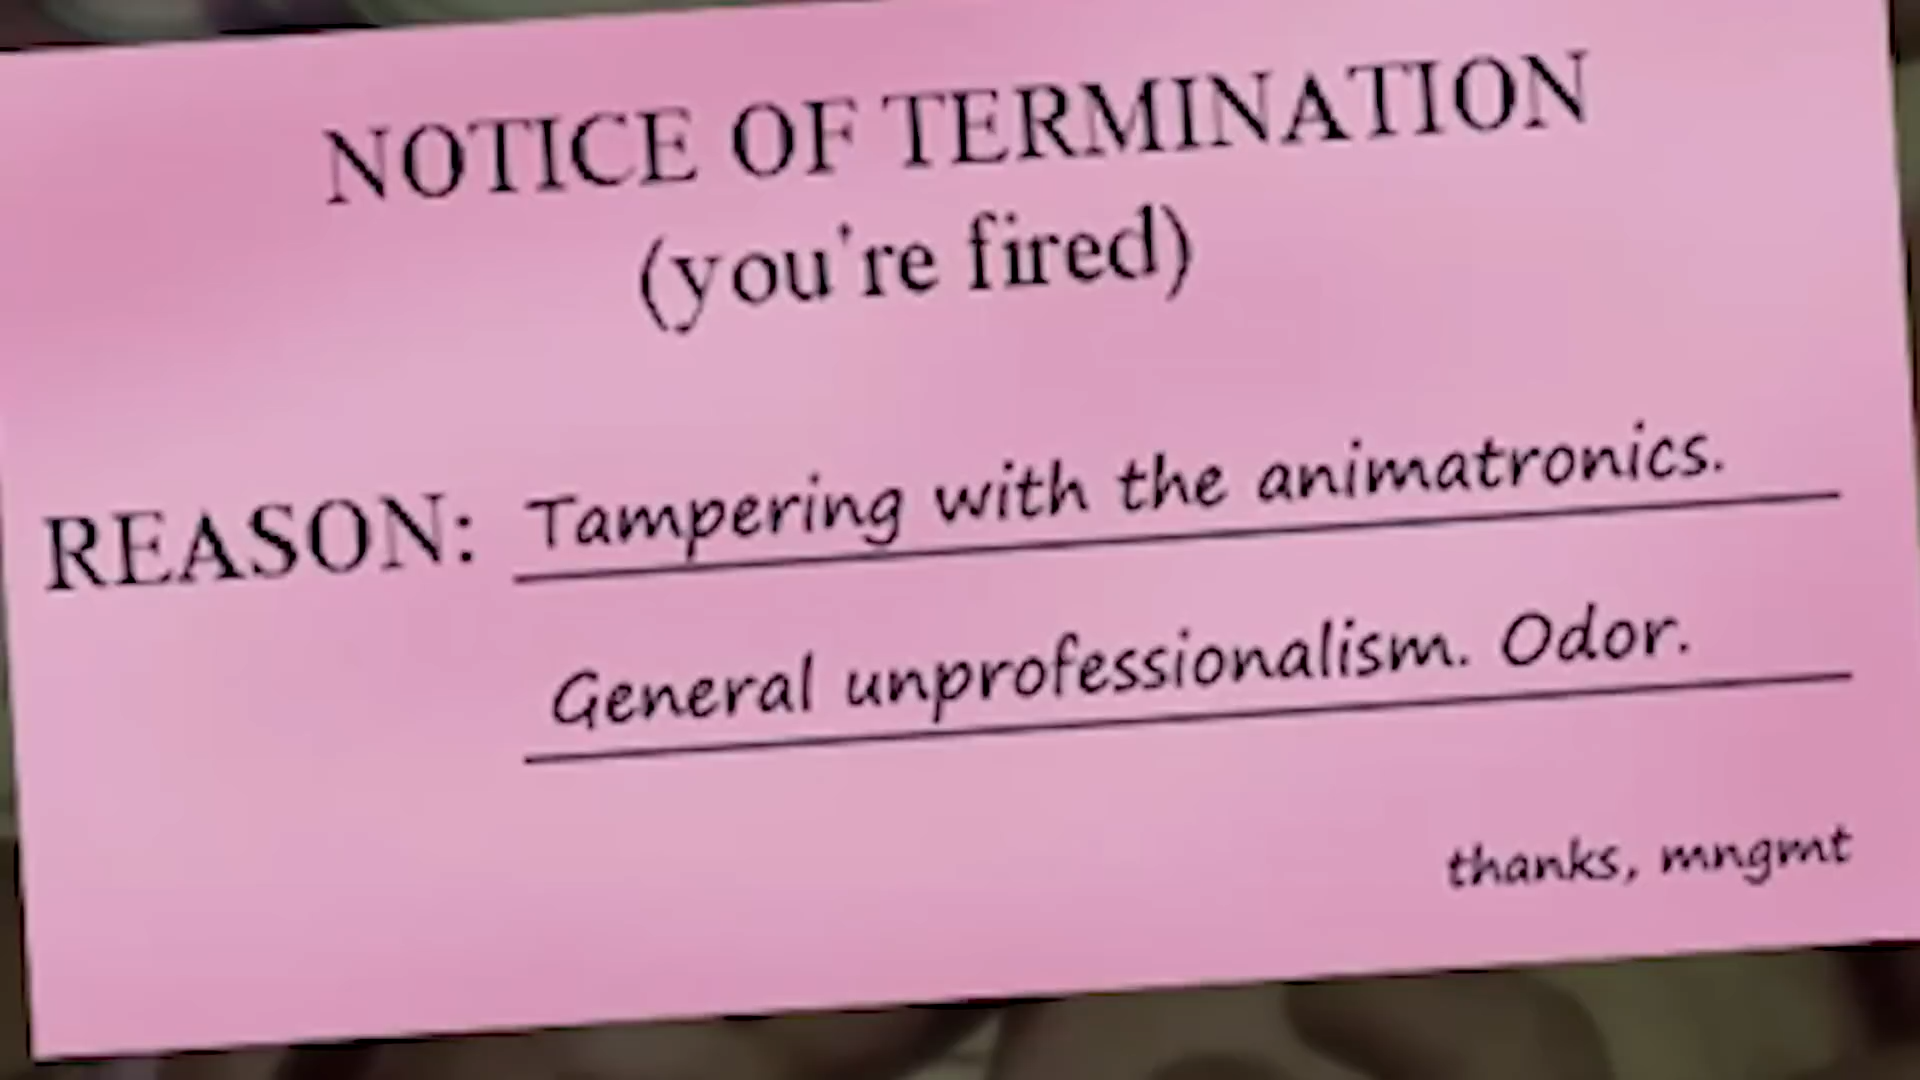 NOTICE OF TERMINATION
(you're fired)
REASON: Tampering with the animatronics.
General unprofessionalism. Odor.
thanks, mngmt